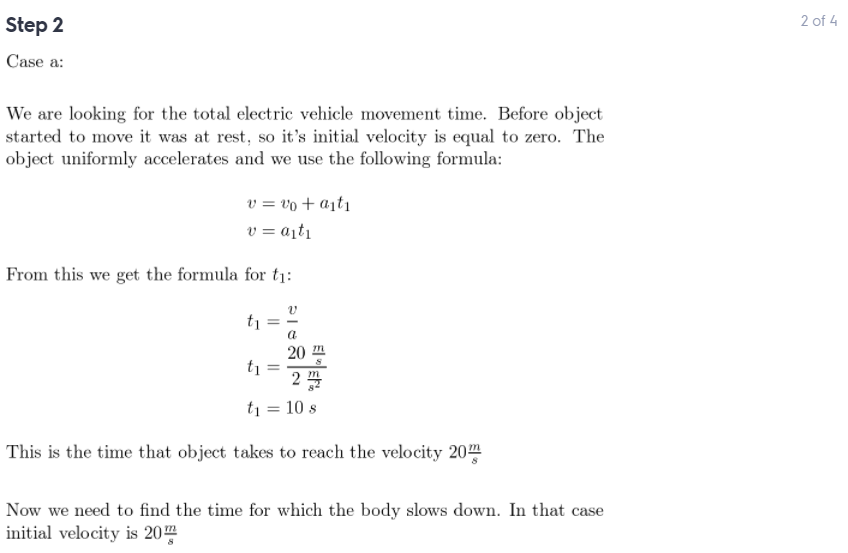 Step 2
2 of 4
Case a:
We are looking for the total electric vehicle movement time. Before object
started to move it was at rest, so it's initial velocity is equal to zero. The
object uniformly accelerates and we use the following formula:
v = v₀ + a₁t₁
v = a₁t₁
From this we get the formula for t₁:
t₁ = v/a
t₁ = (20 m/s)/(2 m/s²)
t₁ = 10 s
This is the time that object takes to reach the velocity 20 m/s
Now we need to find the time for which the body slows down. In that case
initial velocity is 20 m/s